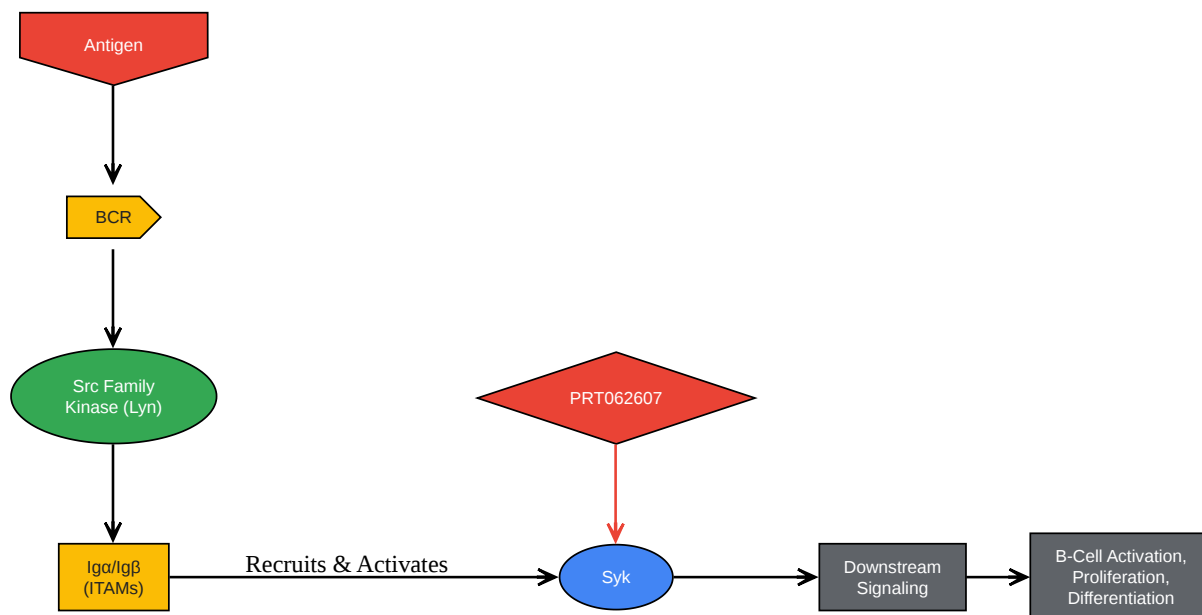 Antigen
BCR
Src Family
Kinase (Lyn)
PRT062607
Igα/Igβ
(ITAMs)
Recruits & Activates
Syk
Downstream
Signaling
B-Cell Activation,
Proliferation,
Differentiation